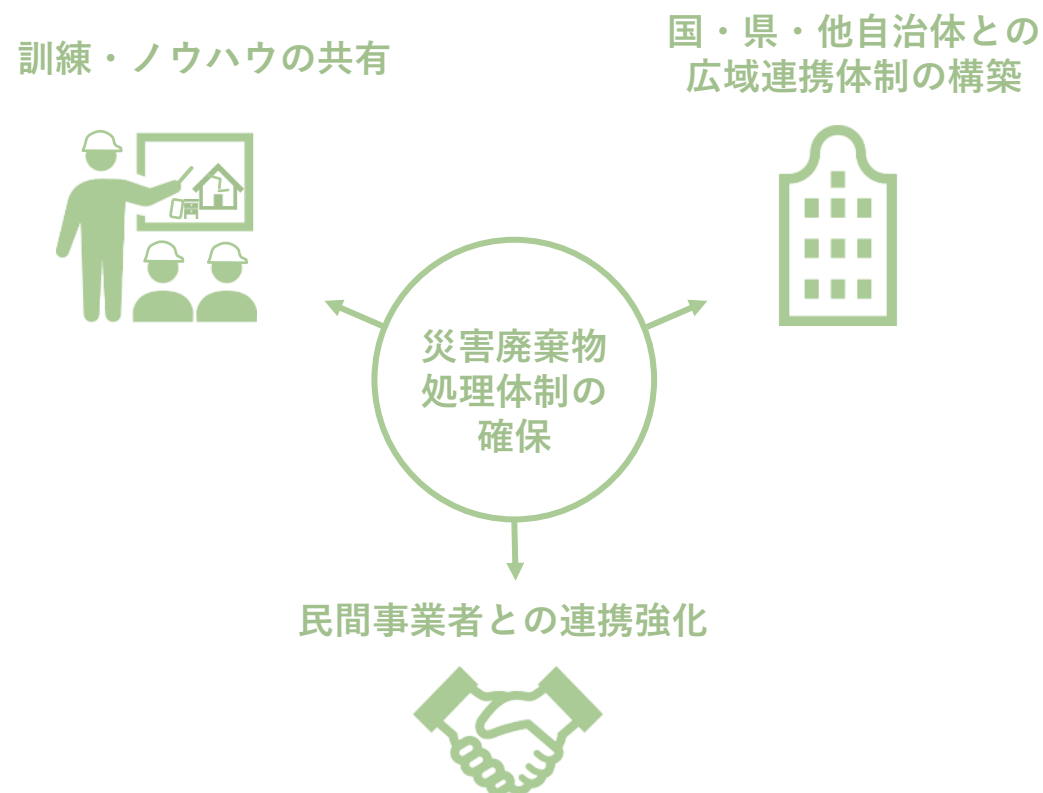 訓練・ノウハウの共有
国・県・他自治体との
広域連携体制の構築
災害廃棄物
処理体制の
確保
民間事業者との連携強化